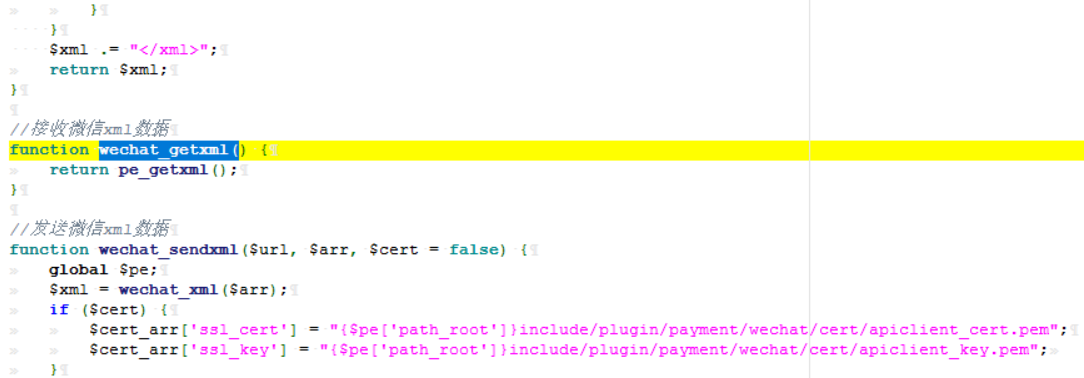 }
}
$xml .= "</xml>";
return $xml;
}
//接收微信xml数据
function wechat_getxml() {
return pe_getxml();
}
//发送微信xml数据
function wechat_sendxml($url, $arr, $cert = false) {
global $pe;
$xml = wechat_xml($arr);
if ($cert) {
$cert_arr['ssl_cert'] = "{$pe['path_root']}include/plugin/payment/wechat/cert/apiclient_cert.pem";
$cert_arr['ssl_key'] = "{$pe['path_root']}include/plugin/payment/wechat/cert/apiclient_key.pem";
}